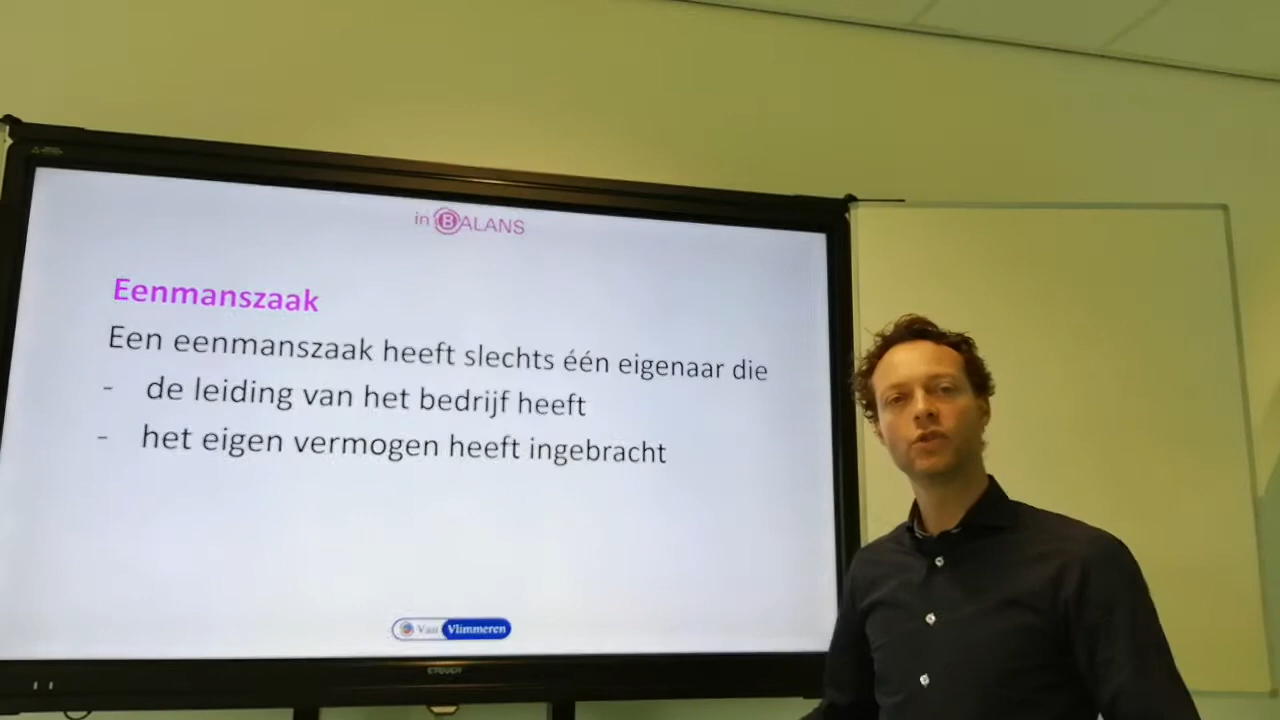 in BALANS
Eenmanszaak
Een eenmanszaak heeft slechts één eigenaar die
- de leiding van het bedrijf heeft
- het eigen vermogen heeft ingebracht
Van Vlimmeren
CTOUCH